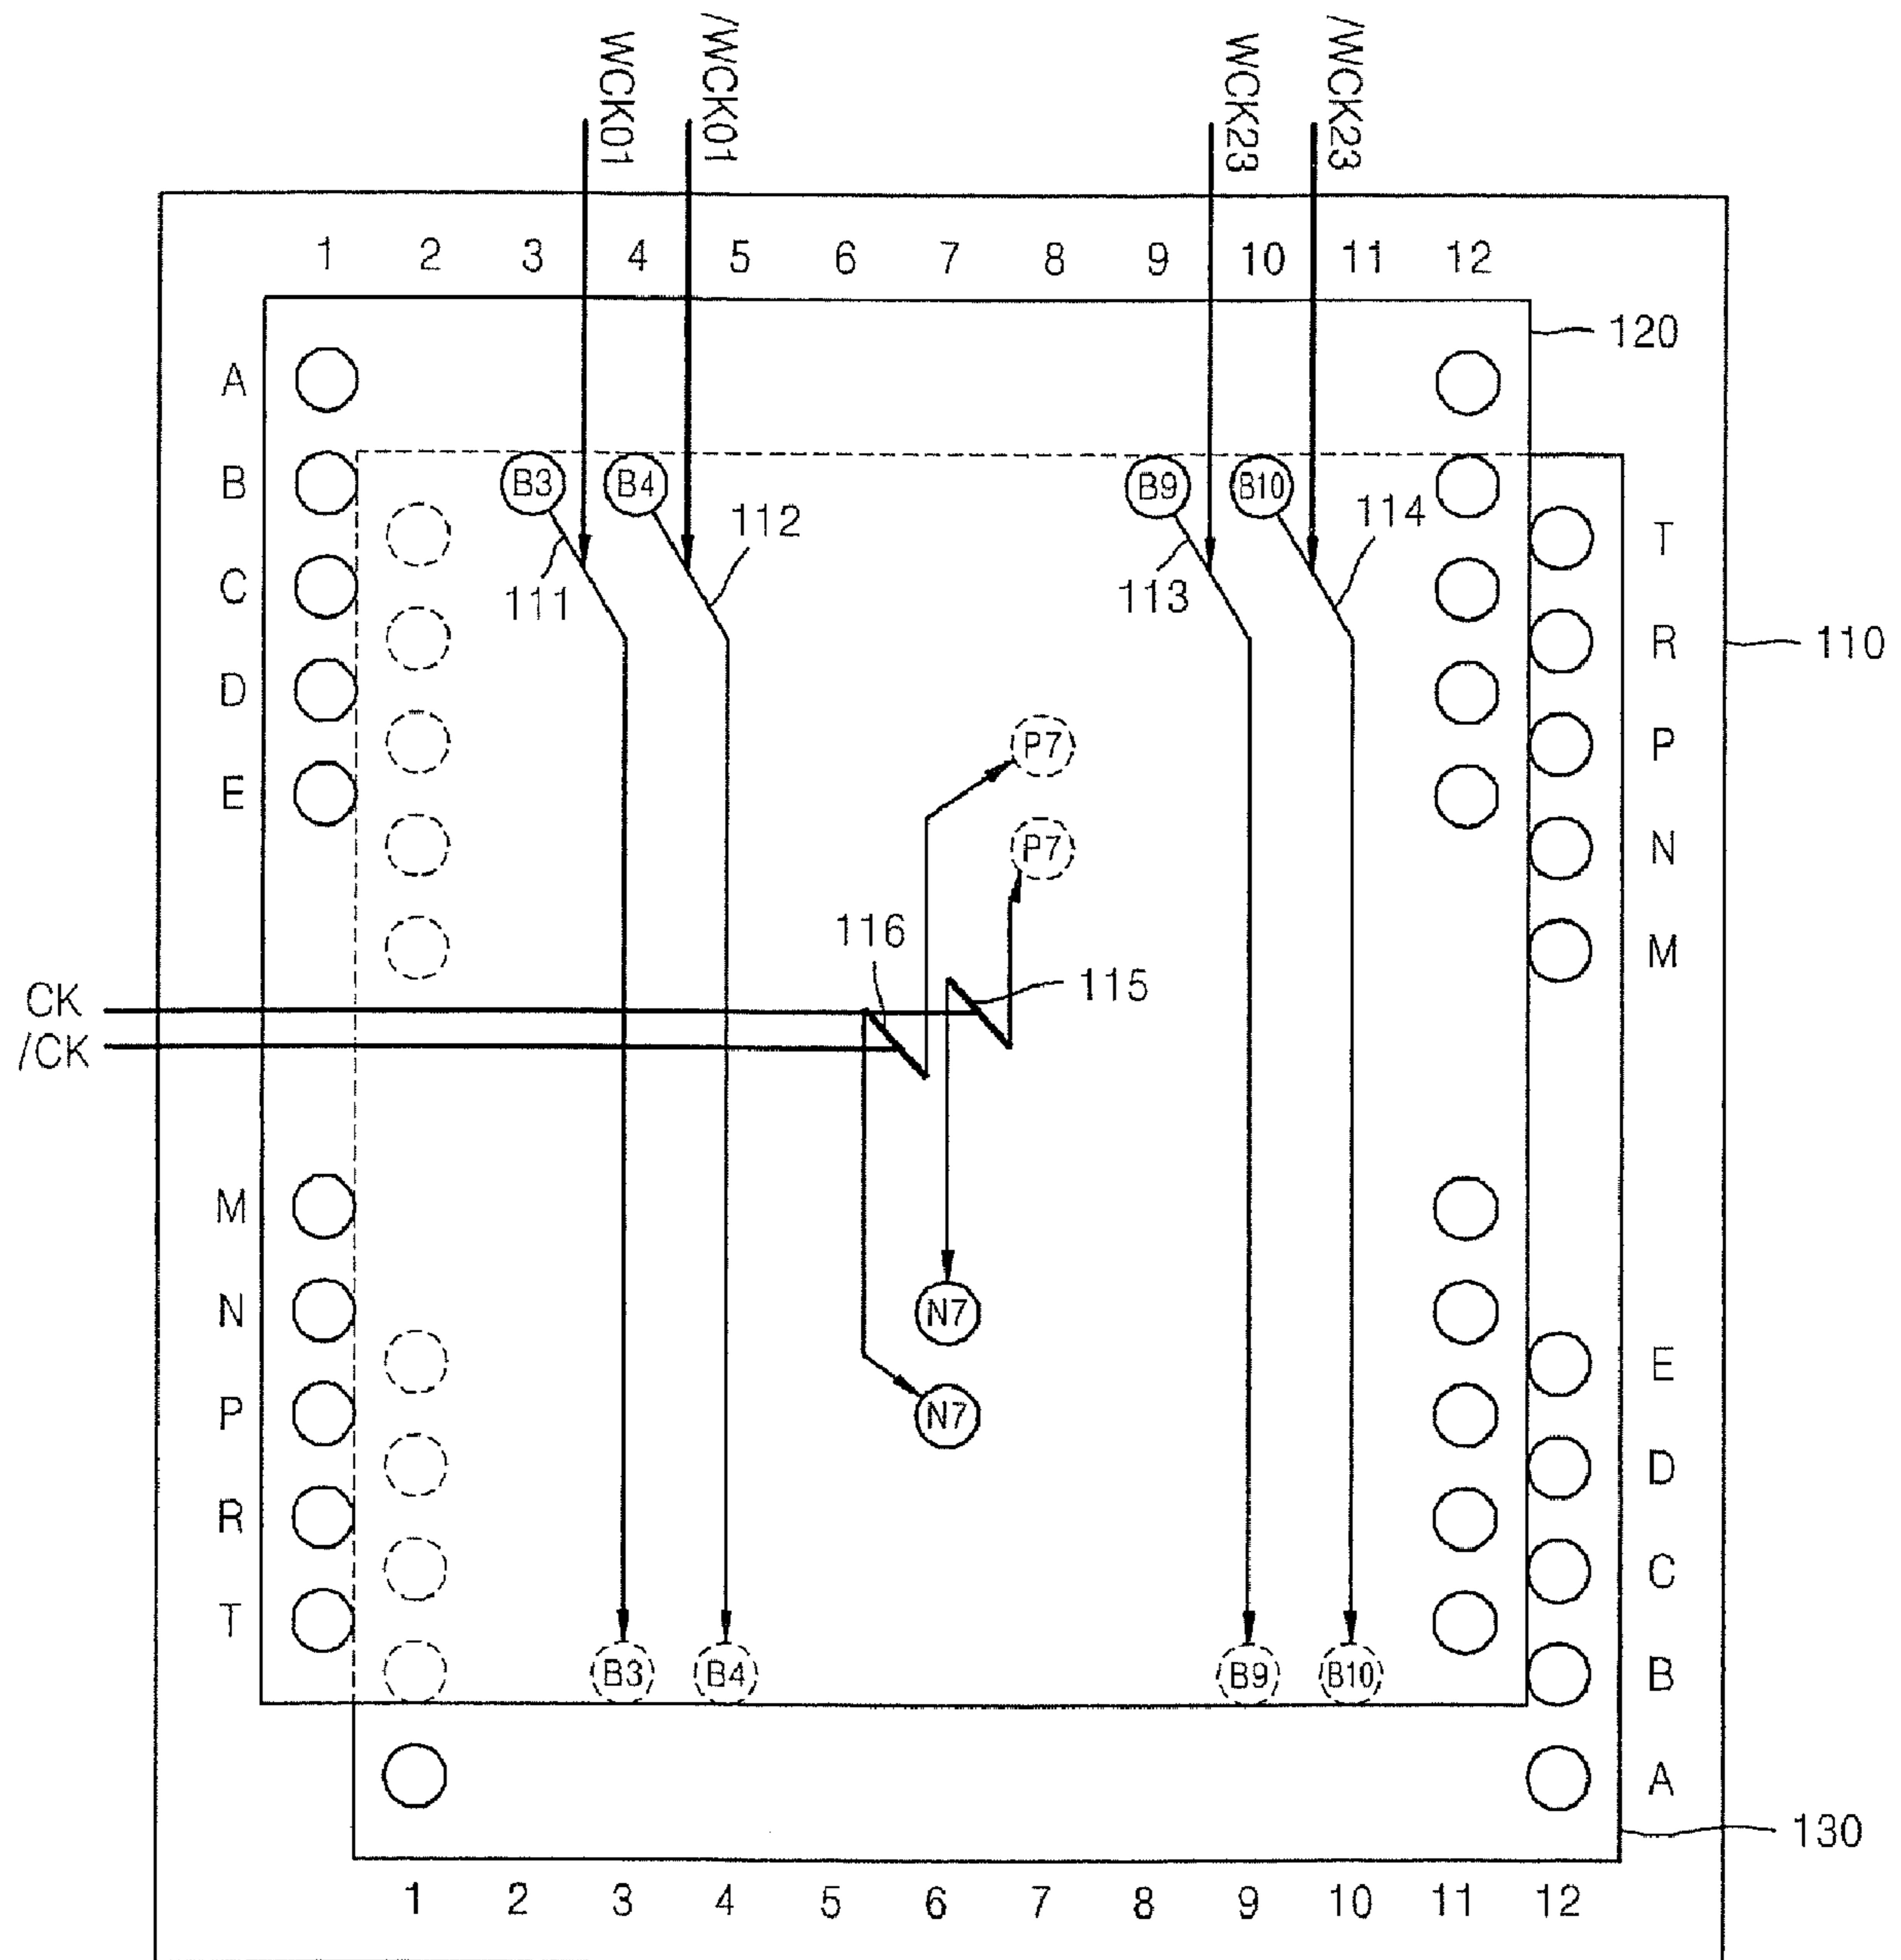 WCK01
/WCK01
WCK23
/WCK23
1 2 3 4 5 6 7 8 9 10 11 12
120
A
B B3 B4 B9 B10
112
114
T
C
111
113
R
110
D
P7
P
E
P7
N
116
M
115
CK
/CK
M
N
N7
E
P
N7
D
R
C
T
B3 B4 B9 B10
B
A
130
1 2 3 4 5 6 7 8 9 10 11 12